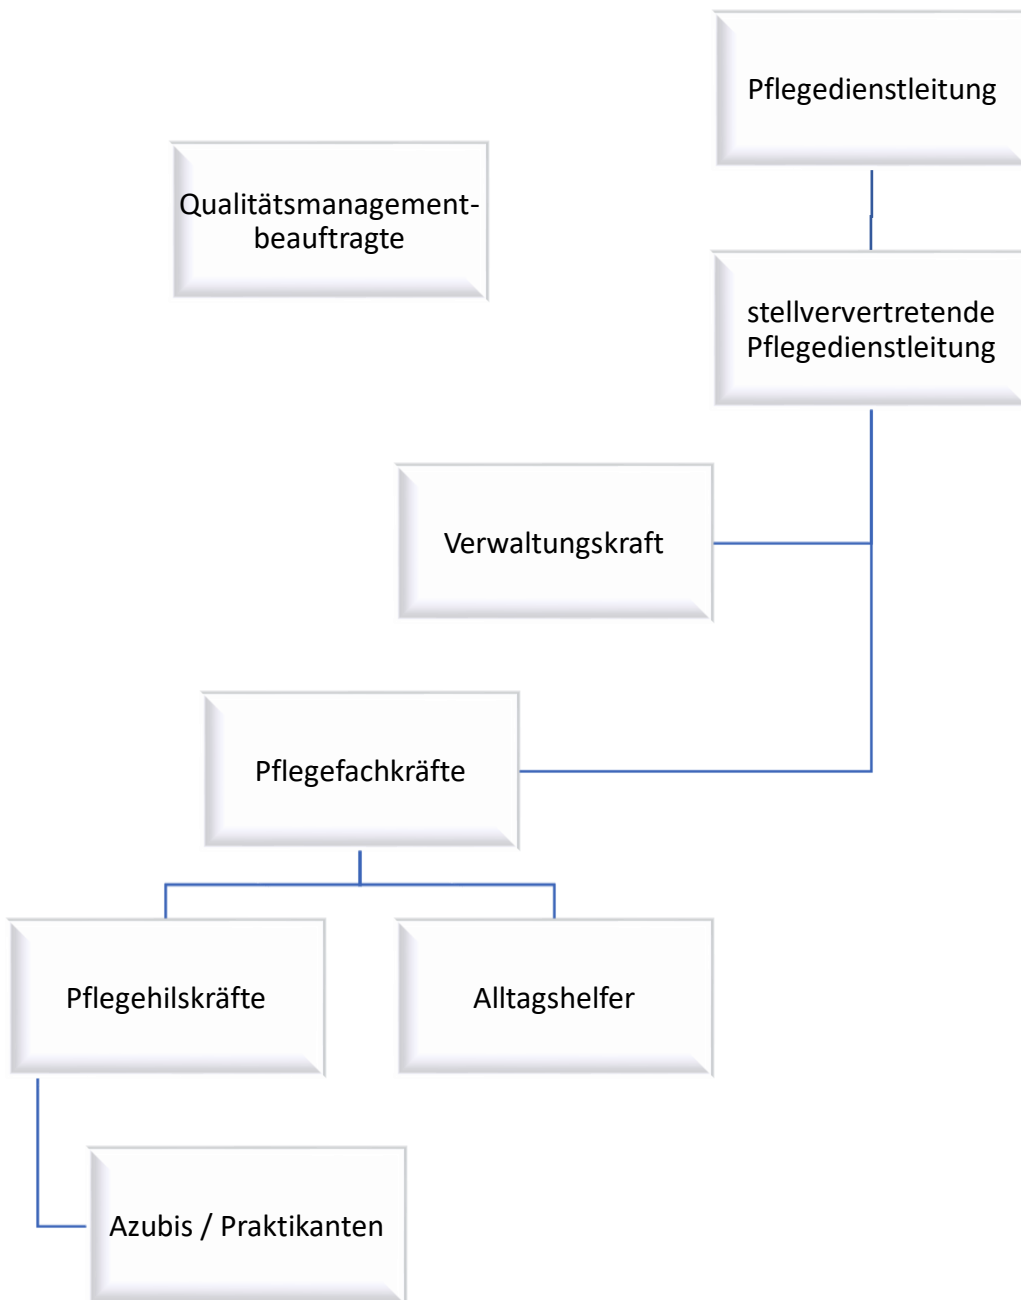 Pflegedienstleitung
Qualitätsmanagement-
beauftragte
stellververtretende
Pflegedienstleitung
Verwaltungskraft
Pflegefachkräfte
Pflegehilskräfte
Alltagshelfer
Azubis / Praktikanten